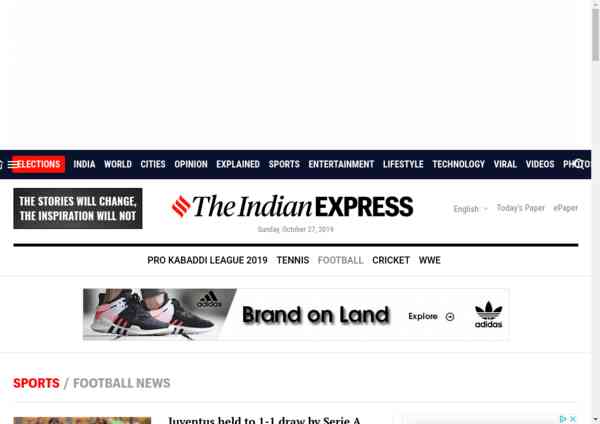 ELECTIONS INDIA WORLD CITIES OPINION EXPLAINED SPORTS ENTERTAINMENT LIFESTYLE TECHNOLOGY VIRAL VIDEOS
THE STORIES WILL CHANGE,
THE INSPIRATION WILL NOT
The Indian EXPRESS
Sunday, October 27, 2019
English Today's Paper ePaper
PRO KABADDI LEAGUE 2019 TENNIS FOOTBALL CRICKET WWE
adidas
Brand on Land
Explore
adidas
SPORTS / FOOTBALL NEWS
Juventus held to 1-1 draw by Serie A